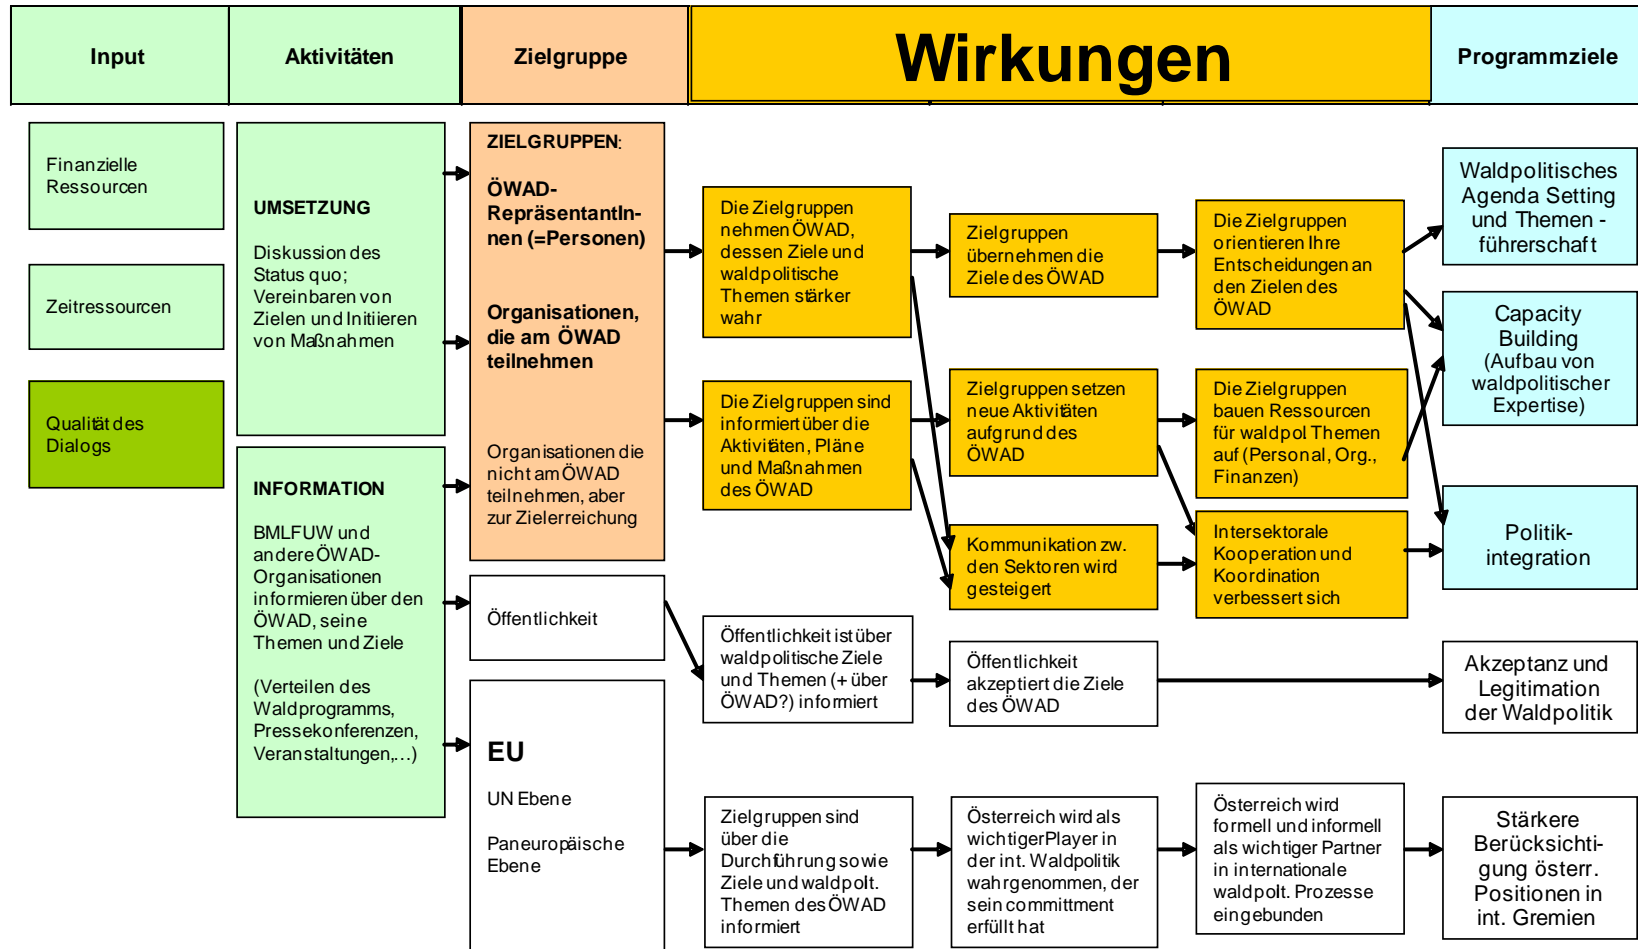 Input
Aktivitäten
Zielgruppe
Wirkungen
Programmziele
Finanzielle
Ressourcen
Zeitressourcen
Qualität des
Dialogs
UMSETZUNG
Diskussion des
Status quo;
Vereinbaren von
Zielen und Initiieren
von Maßnahmen
INFORMATION
BMLFUW und
andere ÖWAD-
Organisationen
informieren über den
ÖWAD, seine
Themen und Ziele
(Verteilen des
Waldprogramms,
Pressekonferenzen,
Veranstaltungen,…)
ZIELGRUPPEN:
ÖWAD-
RepräsentantIn-
nen (=Personen)
Organisationen,
die am ÖWAD
teilnehmen
Organisationen die
nicht am ÖWAD
teilnehmen, aber
zur Zielerreichung
Öffentlichkeit
EU
UN Ebene
Paneuropäische
Ebene
Die Zielgruppen
nehmen ÖWAD,
dessen Ziele und
waldpolitische
Themen stärker
wahr
Die Zielgruppen sind
informiert über die
Aktivitäten, Pläne
und Maßnahmen
des ÖWAD
Öffentlichkeit ist über
waldpolitische Ziele
und Themen (+ über
ÖWAD?) informiert
Zielgruppen sind
über die
Durchführung sowie
Ziele und waldpolt.
Themen des ÖWAD
informiert
Zielgruppen
übernehmen die
Ziele des ÖWAD
Zielgruppen setzen
neue Aktivitäten
aufgrund des
ÖWAD
Kommunikation zw.
den Sektoren wird
gesteigert
Öffentlichkeit
akzeptiert die Ziele
des ÖWAD
Österreich wird als
wichtiger Player in
der int. Waldpolitik
wahrgenommen, der
sein committment
erfüllt hat
Die Zielgruppen
orientieren Ihre
Entscheidungen an
den Zielen des
ÖWAD
Die Zielgruppen
bauen Ressourcen
für waldpol. Themen
auf (Personal, Org.,
Finanzen)
Intersektorale
Kooperation und
Koordination
verbessert sich
Österreich wird
formell und informell
als wichtiger Partner
in internationale
waldpolt. Prozesse
eingebunden
Waldpolitisches
Agenda Setting
und Themen -
führerschaft
Capacity
Building
(Aufbau von
waldpolitischer
Expertise)
Politik-
integration
Akzeptanz und
Legitimation
der Waldpolitik
Stärkere
Berücksichti-
gung österr.
Positionen in
int. Gremien